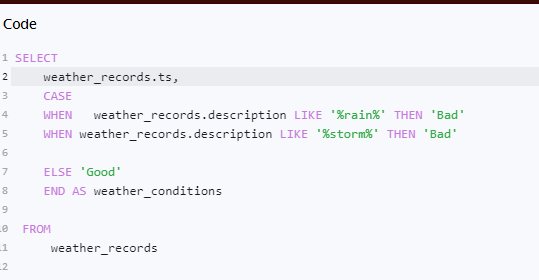 Code
1 SELECT
2 weather_records.ts,
3 CASE
4 WHEN weather_records.description LIKE '%rain%' THEN 'Bad'
5 WHEN weather_records.description LIKE '%storm%' THEN 'Bad'
6
7 ELSE 'Good'
8 END AS weather_conditions
9
10 FROM
11 weather_records
12